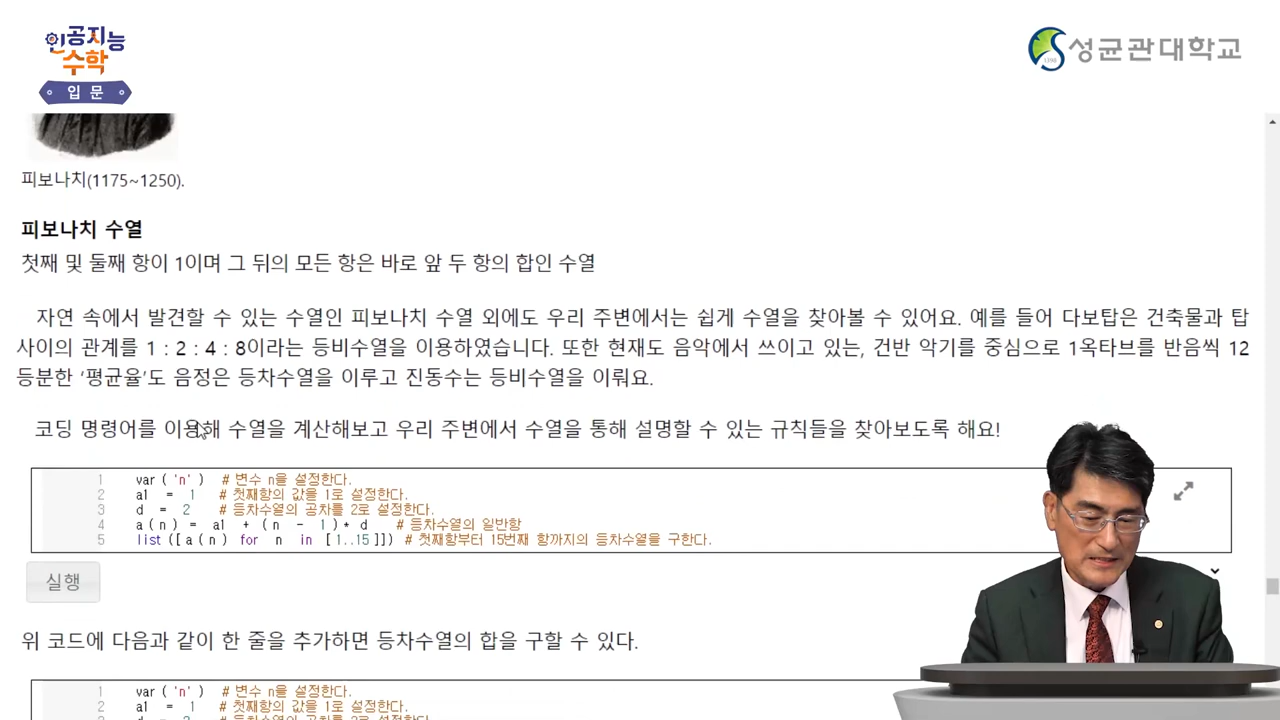 인공지능
수학
입문
성균관대학교
1398
피보나치(1175~1250).
피보나치 수열
첫째 및 둘째 항이 1이며 그 뒤의 모든 항은 바로 앞 두 항의 합인 수열
자연 속에서 발견할 수 있는 수열인 피보나치 수열 외에도 우리 주변에서는 쉽게 수열을 찾아볼 수 있어요. 예를 들어 다보탑은 건축물과 탑
사이의 관계를 1 : 2 : 4 : 8이라는 등비수열을 이용하였습니다. 또한 현재도 음악에서 쓰이고 있는, 건반 악기를 중심으로 1옥타브를 반음씩 12
등분한 ‘평균율’도 음정은 등차수열을 이루고 진동수는 등비수열을 이뤄요.
코딩 명령어를 이용해 수열을 계산해보고 우리 주변에서 수열을 통해 설명할 수 있는 규칙들을 찾아보도록 해요!
1 var('n') # 변수 n을 설정한다.
2 a1 = 1 # 첫째항의 값을 1로 설정한다.
3 d = 2 # 등차수열의 공차를 2로 설정한다.
4 a(n) = a1 + (n - 1)* d # 등차수열의 일반항
5 list([a(n) for n in [1..15]]) # 첫째항부터 15번째 항까지의 등차수열을 구한다.
실행
위 코드에 다음과 같이 한 줄을 추가하면 등차수열의 합을 구할 수 있다.
1 var('n') # 변수 n을 설정한다.
2 a1 = 1 # 첫째항의 값을 1로 설정한다.